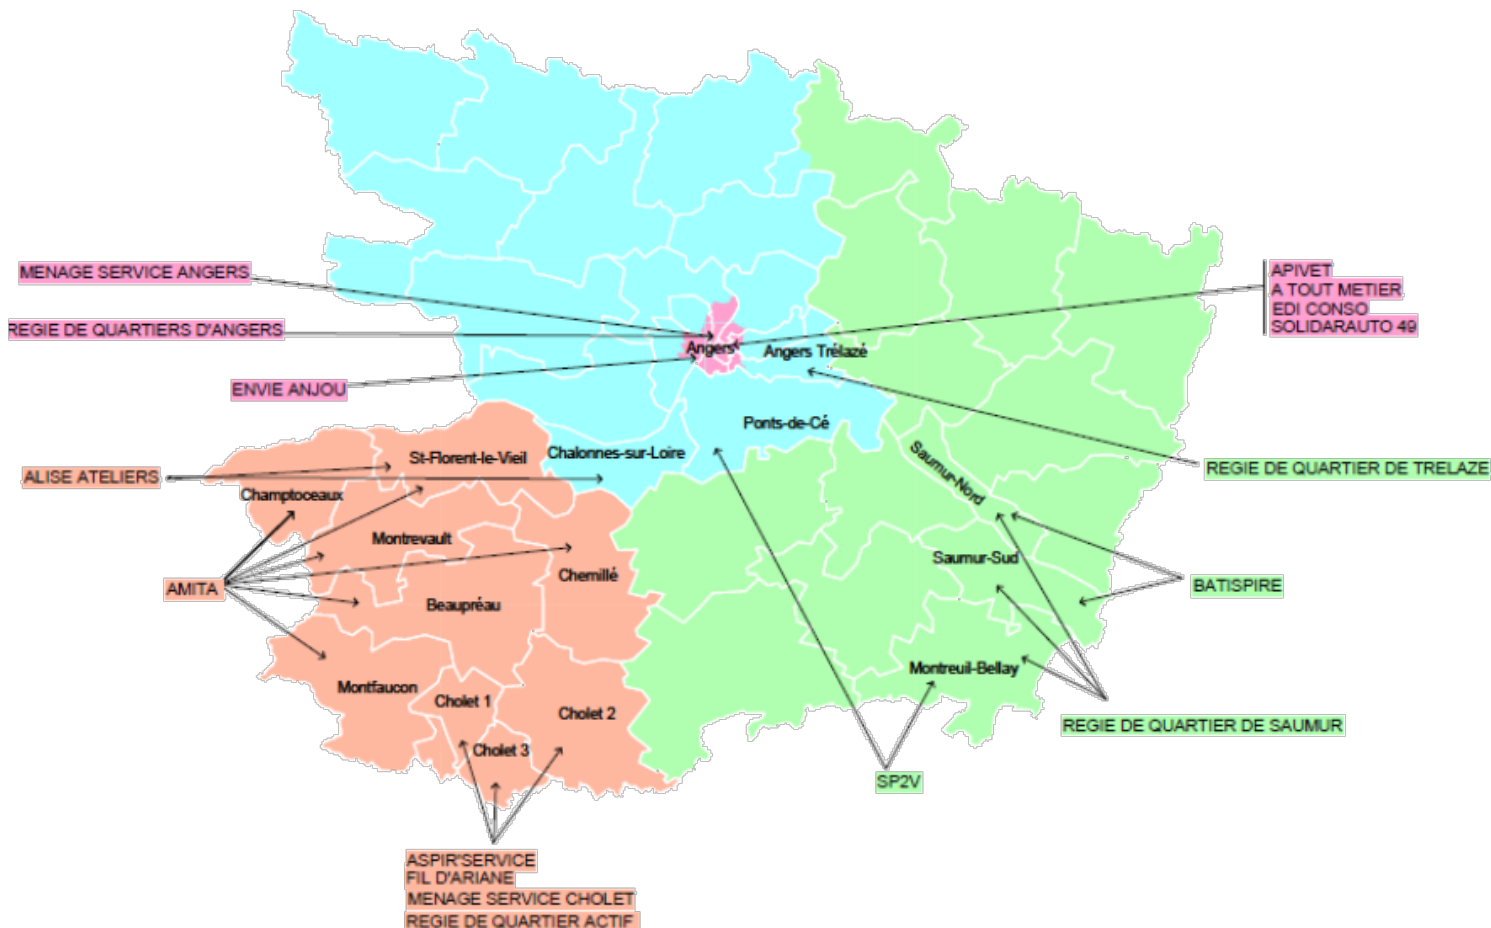 MENAGE SERVICE ANGERS
APIVET
A TOUT METIER
EDI CONSO
SOLIDARAUTO 49
REGIE DE QUARTIERS D'ANGERS
Angers
Angers Trélazé
ENVIE ANJOU
Ponts-de-Cé
St-Florent-le-Vieil
Chalonnes-sur-Loire
Saumur-Nord
REGIE DE QUARTIER DE TRELAZE
ALISE ATELIERS
Champtoceaux
Montrevault
Saumur-Sud
Chemillé
AMITA
BATISPIRE
Beaupréau
Montreuil-Bellay
Montfaucon
Cholet 1
Cholet 2
REGIE DE QUARTIER DE SAUMUR
Cholet 3
SP2V
ASPIR'SERVICE
FIL D'ARIANE
MENAGE SERVICE CHOLET
REGIE DE QUARTIER ACTIF